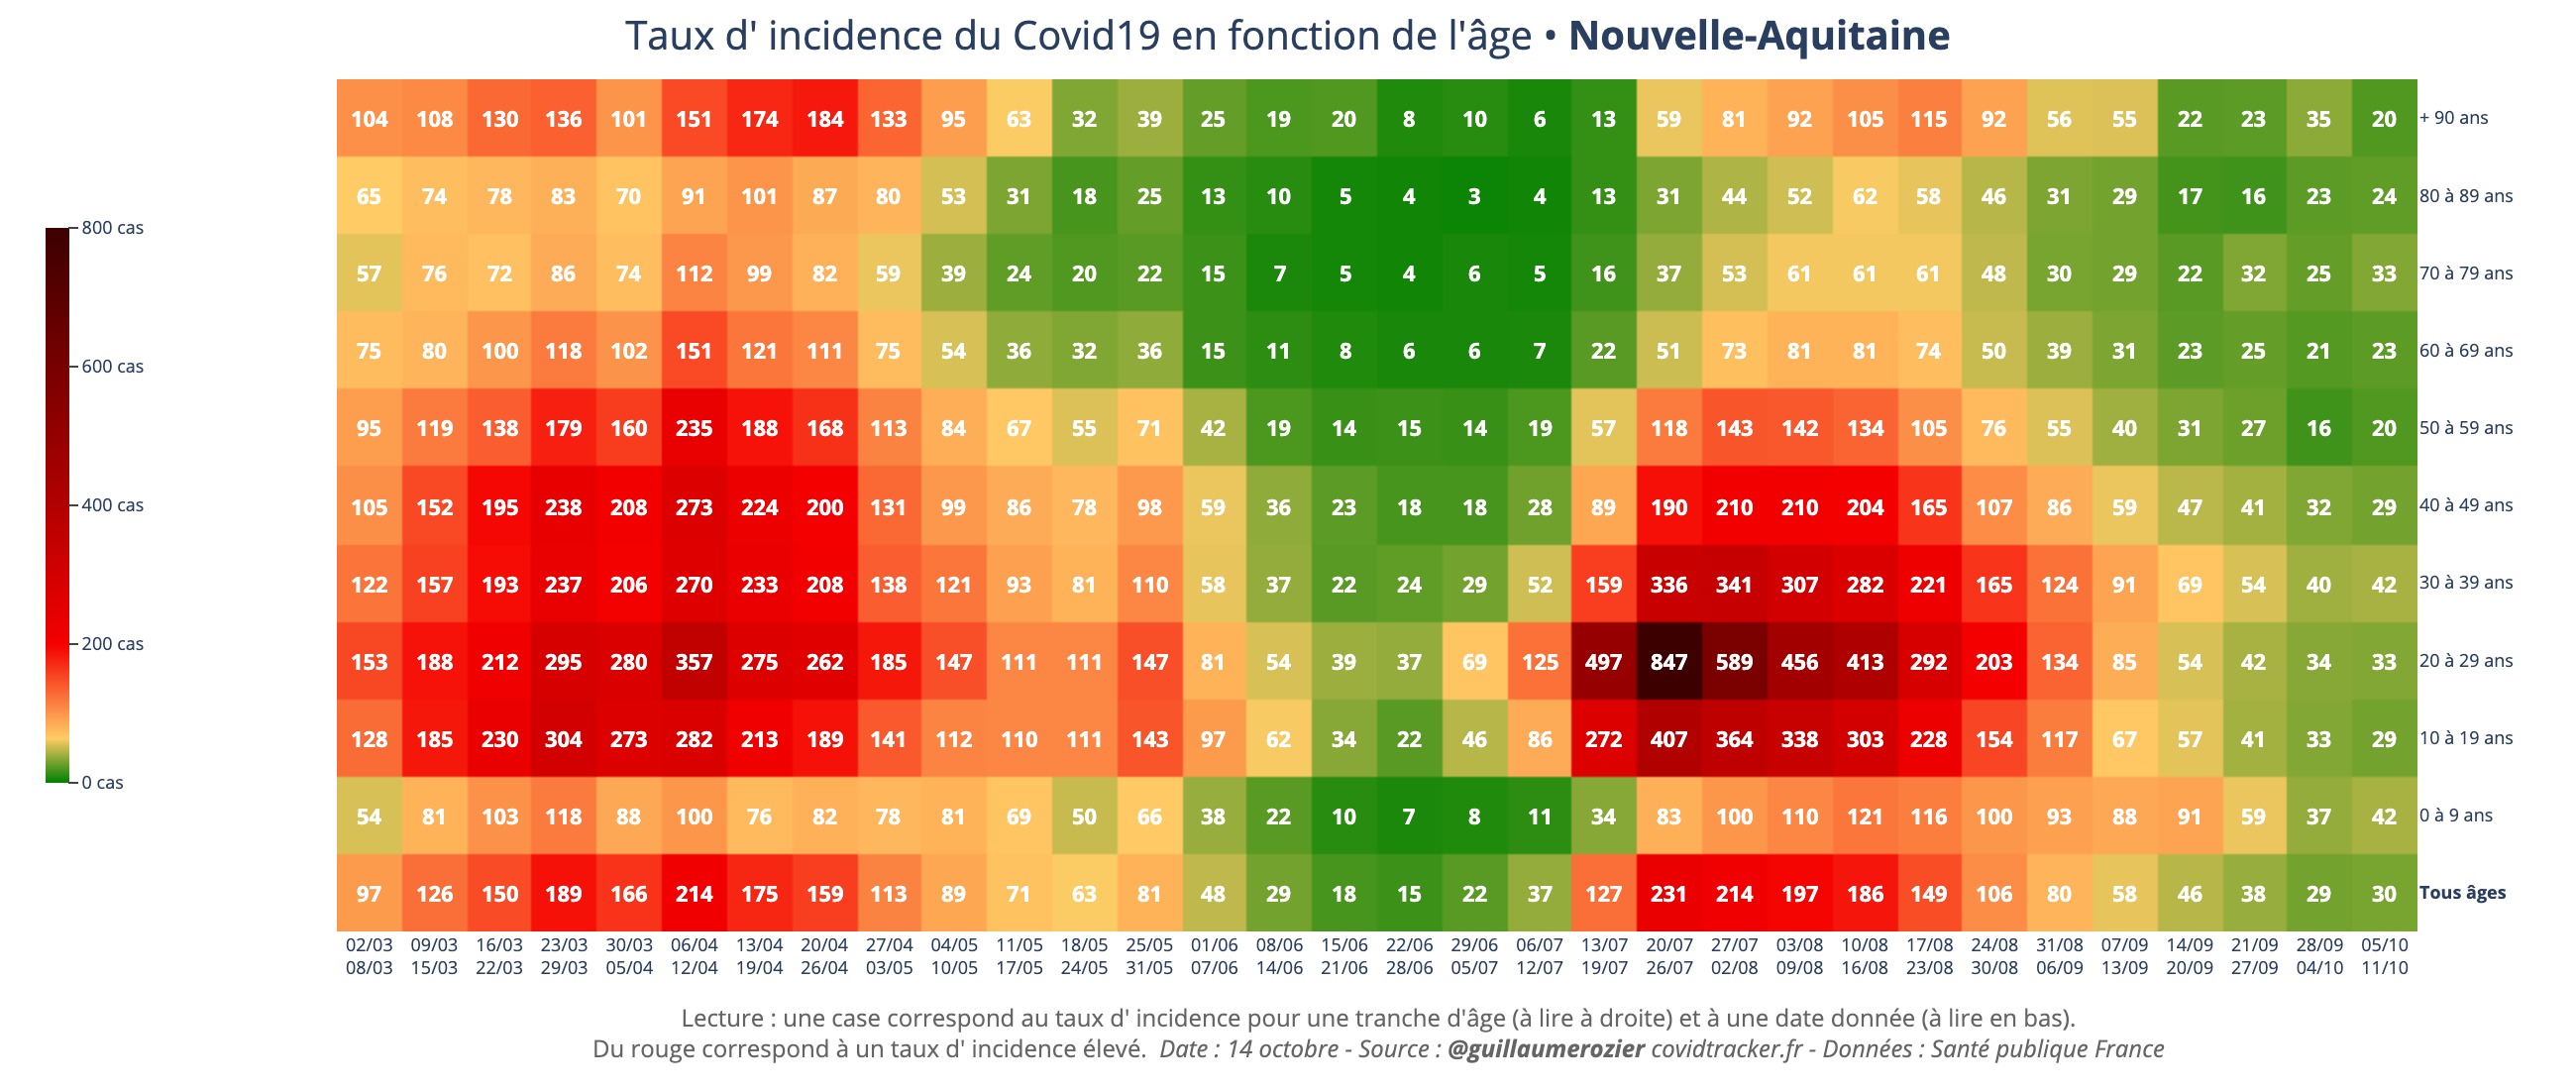 Taux d' incidence du Covid19 en fonction de l'âge • Nouvelle-Aquitaine
104 108 130 136 101 151 174 184 133 95 63 32 39 25 19 20 8 10 6 13 59 81 92 105 115 92 56 55 22 23 35 20 + 90 ans
65 74 78 83 70 91 101 87 80 53 31 18 25 13 10 5 4 3 4 13 31 44 52 62 58 46 31 29 17 16 23 24 80 à 89 ans
57 76 72 86 74 112 99 82 59 39 24 20 22 15 7 5 4 6 5 16 37 53 61 61 61 48 30 29 22 32 25 33 70 à 79 ans
75 80 100 118 102 151 121 111 75 54 36 32 36 15 11 8 6 6 7 22 51 73 81 81 74 50 39 31 23 25 21 23 60 à 69 ans
95 119 138 179 160 235 188 168 113 84 67 55 71 42 19 14 15 14 19 57 118 143 142 134 105 76 55 40 31 27 16 20 50 à 59 ans
105 152 195 238 208 273 224 200 131 99 86 78 98 59 36 23 18 18 28 89 190 210 210 204 165 107 86 59 47 41 32 29 40 à 49 ans
122 157 193 237 206 270 233 208 138 121 93 81 110 58 37 22 24 29 52 159 336 341 307 282 221 165 124 91 69 54 40 42 30 à 39 ans
153 188 212 295 280 357 275 262 185 147 111 111 147 81 54 39 37 69 125 497 847 589 456 413 292 203 134 85 54 42 34 33 20 à 29 ans
128 185 230 304 273 282 213 189 141 112 110 111 143 97 62 34 22 46 86 272 407 364 338 303 228 154 117 67 57 41 33 29 10 à 19 ans
54 81 103 118 88 100 76 82 78 81 69 50 66 38 22 10 7 8 11 34 83 100 110 121 116 100 93 88 91 59 37 42 0 à 9 ans
97 126 150 189 166 214 175 159 113 89 71 63 81 48 29 18 15 22 37 127 231 214 197 186 149 106 80 58 46 38 29 30 Tous âges
800 cas
600 cas
400 cas
200 cas
0 cas
02/03 09/03 16/03 23/03 30/03 06/04 13/04 20/04 27/04 04/05 11/05 18/05 25/05 01/06 08/06 15/06 22/06 29/06 06/07 13/07 20/07 27/07 03/08 10/08 17/08 24/08 31/08 07/09 14/09 21/09 28/09 05/10
08/03 15/03 22/03 29/03 05/04 12/04 19/04 26/04 03/05 10/05 17/05 24/05 31/05 07/06 14/06 21/06 28/06 05/07 12/07 19/07 26/07 02/08 09/08 16/08 23/08 30/08 06/09 13/09 20/09 27/09 04/10 11/10
Lecture : une case correspond au taux d' incidence pour une tranche d'âge (à lire à droite) et à une date donnée (à lire en bas).
Du rouge correspond à un taux d' incidence élevé. Date : 14 octobre - Source : @guillaumerozier covidtracker.fr - Données : Santé publique France